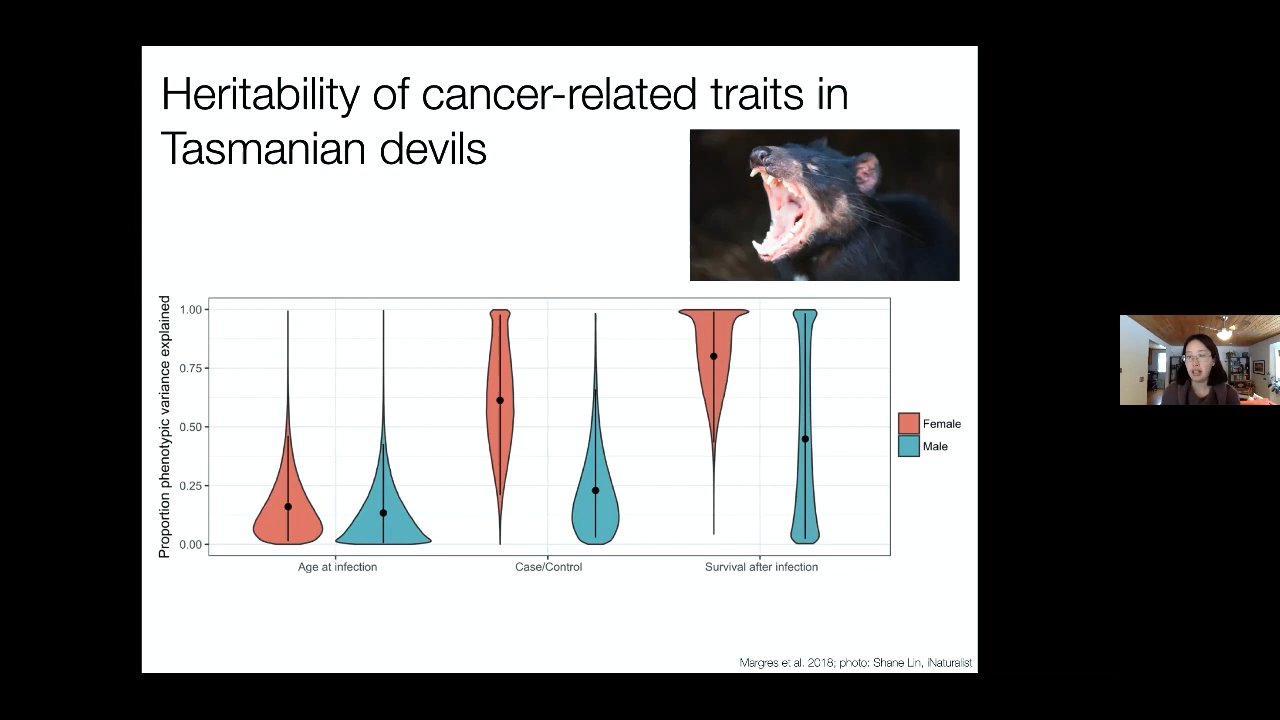 Heritability of cancer-related traits in
Tasmanian devils
Proportion phenotypic variance explained
1.00
0.75
0.50
0.25
0.00
Age at infection
Case/Control
Survival after infection
Female
Male
Margres et al. 2018; photo: Shane Lin, iNaturalist